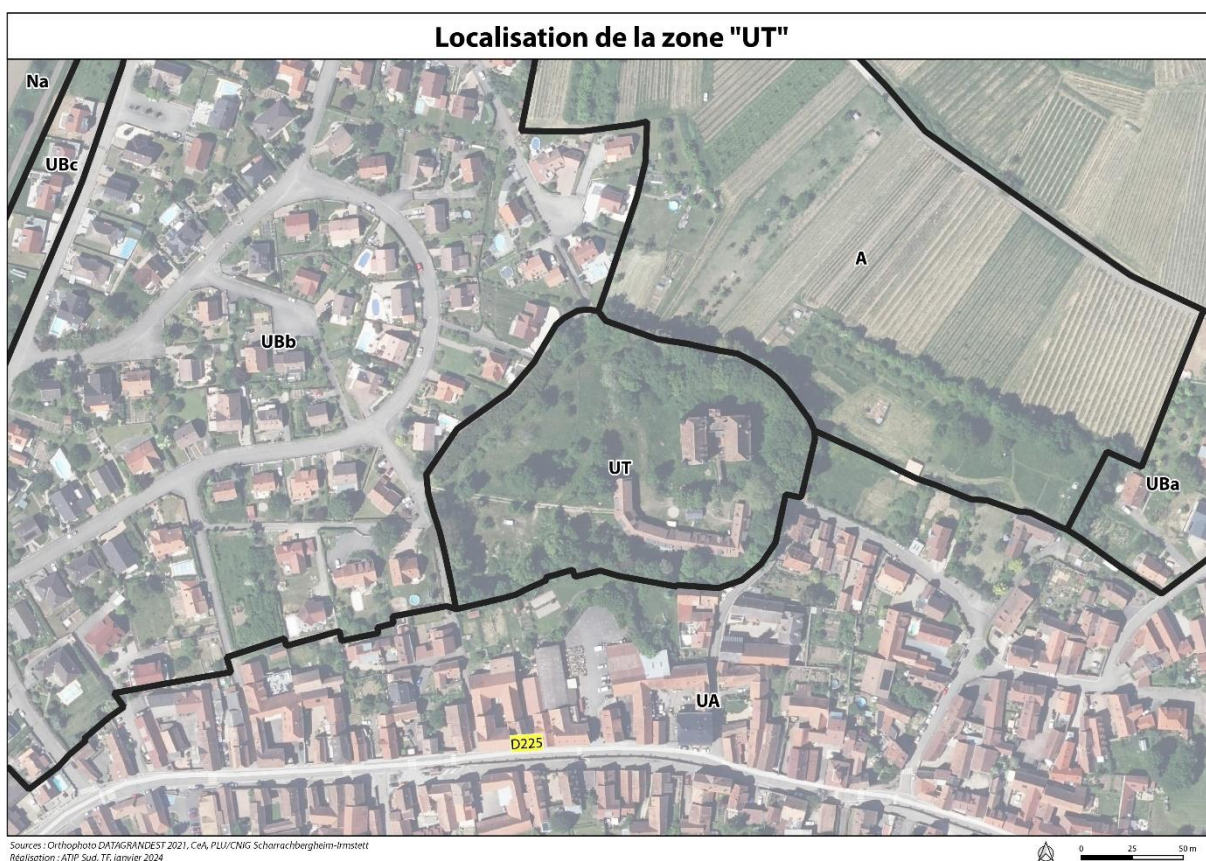 Localisation de la zone "UT"
Na
UBc
A
UBb
UT
UBa
UA
D225
Sources : Orthophoto DATAGRANDEST 2021, CeA, PLU/CNIG Scharrachbergheim-Irmstett
Réalisation : ATIP Sud, TF, janvier 2024
0 25 50 m